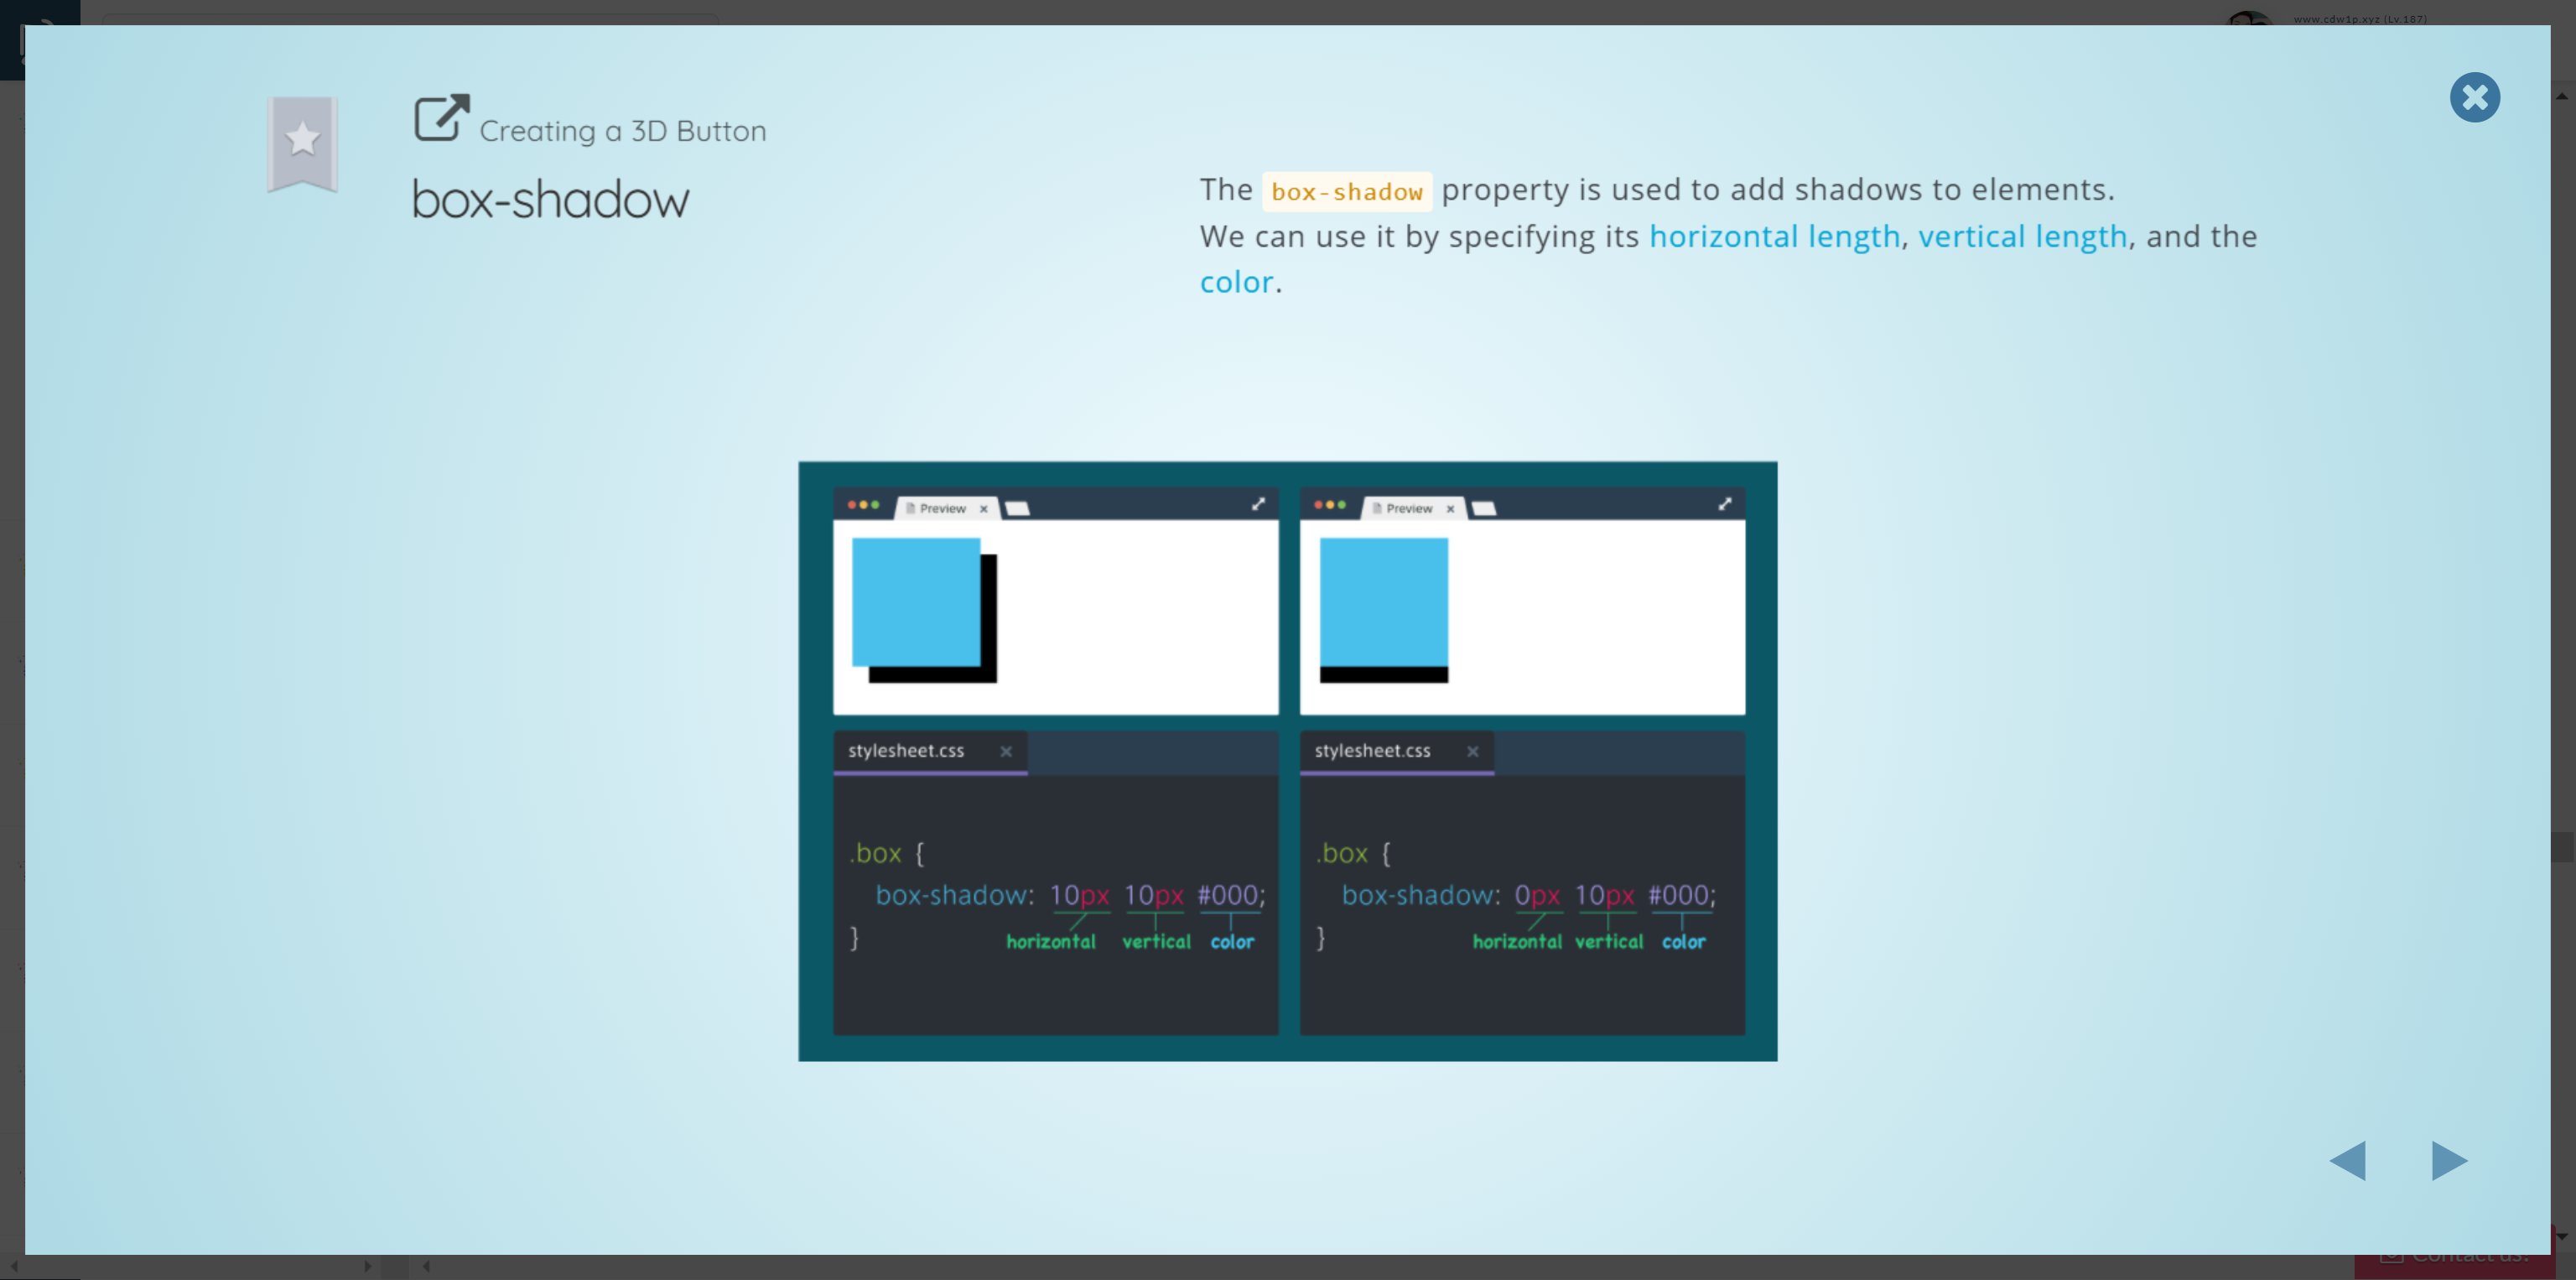 www.cdw1p.xyz (Lv.187)
Creating a 3D Button
box-shadow
The box-shadow property is used to add shadows to elements.
We can use it by specifying its horizontal length, vertical length, and the
color.
Preview
Preview
stylesheet.css
.box {
box-shadow: 10px 10px #000;
horizontal vertical color
}
stylesheet.css
.box {
box-shadow: 0px 10px #000;
horizontal vertical color
}
Contact us!